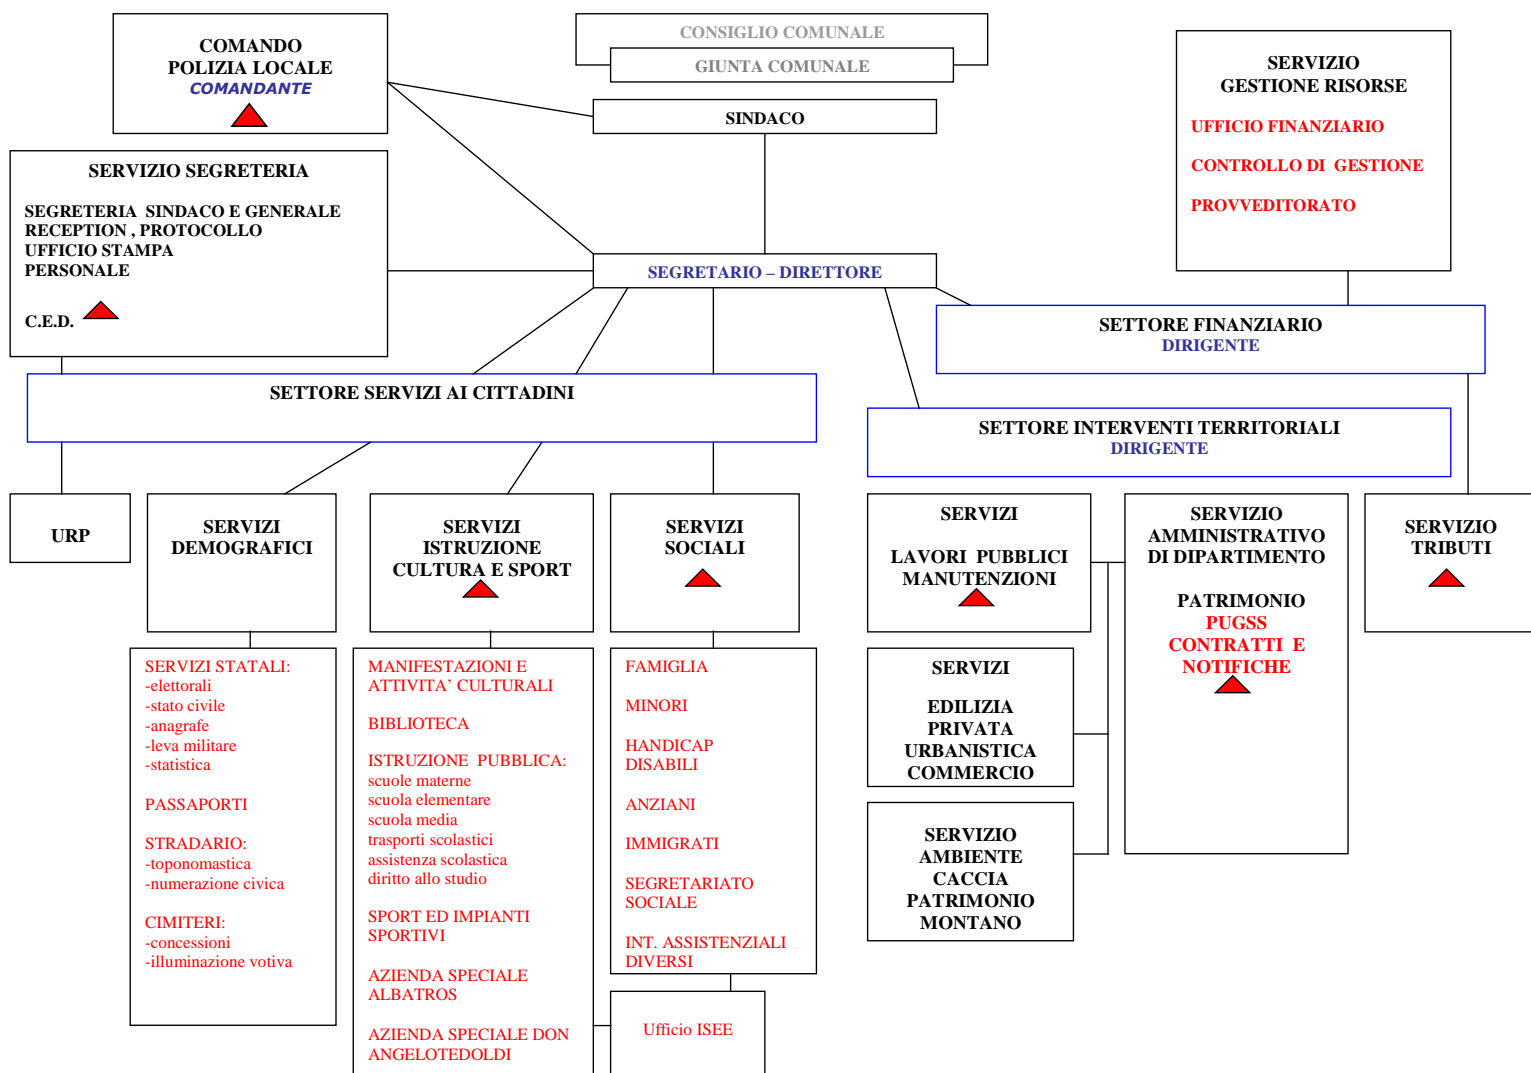 COMANDO
POLIZIA LOCALE
COMANDANTE
CONSIGLIO COMUNALE
GIUNTA COMUNALE
SINDACO
SERVIZIO
GESTIONE RISORSE
UFFICIO FINANZIARIO
CONTROLLO DI GESTIONE
PROVVEDITORATO
SERVIZIO SEGRETERIA
SEGRETERIA SINDACO E GENERALE
RECEPTION , PROTOCOLLO
UFFICIO STAMPA
PERSONALE
C.E.D.
SEGRETARIO – DIRETTORE
SETTORE FINANZIARIO
DIRIGENTE
SETTORE SERVIZI AI CITTADINI
SETTORE INTERVENTI TERRITORIALI
DIRIGENTE
URP
SERVIZI
DEMOGRAFICI
SERVIZI
ISTRUZIONE
CULTURA E SPORT
SERVIZI
SOCIALI
SERVIZI
LAVORI PUBBLICI
MANUTENZIONI
SERVIZIO
AMMINISTRATIVO
DI DIPARTIMENTO
PATRIMONIO
PUGSS
CONTRATTI E
NOTIFICHE
SERVIZIO
TRIBUTI
SERVIZI STATALI:
-elettorali
-stato civile
-anagrafe
-leva militare
-statistica
PASSAPORTI
STRADARIO:
-toponomastica
-numerazione civica
CIMITERI:
-concessioni
-illuminazione votiva
MANIFESTAZIONI E
ATTIVITA’ CULTURALI
BIBLIOTECA
ISTRUZIONE PUBBLICA:
scuole materne
scuola elementare
scuola media
trasporti scolastici
assistenza scolastica
diritto allo studio
SPORT ED IMPIANTI
SPORTIVI
AZIENDA SPECIALE
ALBATROS
AZIENDA SPECIALE DON
ANGELOTEDOLDI
FAMIGLIA
MINORI
HANDICAP
DISABILI
ANZIANI
IMMIGRATI
SEGRETARIATO
SOCIALE
INT. ASSISTENZIALI
DIVERSI
Ufficio ISEE
SERVIZI
EDILIZIA
PRIVATA
URBANISTICA
COMMERCIO
SERVIZIO
AMBIENTE
CACCIA
PATRIMONIO
MONTANO